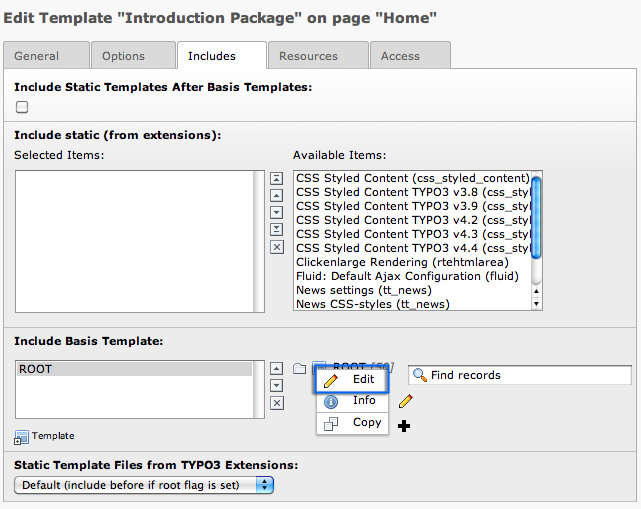 Edit Template "Introduction Package" on page "Home"
General Options Includes Resources Access
Include Static Templates After Basis Templates:
Include static (from extensions):
Selected Items: Available Items:
CSS Styled Content (css_styled_content)
CSS Styled Content TYPO3 v3.8 (css_styl
CSS Styled Content TYPO3 v3.9 (css_styl
CSS Styled Content TYPO3 v4.2 (css_styl
CSS Styled Content TYPO3 v4.3 (css_styl
CSS Styled Content TYPO3 v4.4 (css_styl
Clickenlarge Rendering (rtehtmlarea)
Fluid: Default Ajax Configuration (fluid)
News settings (tt_news)
News CSS-styles (tt_news)
Include Basis Template:
ROOT
ROOT
Edit
Info
Copy
Find records
Template
Static Template Files from TYPO3 Extensions:
Default (include before if root flag is set)